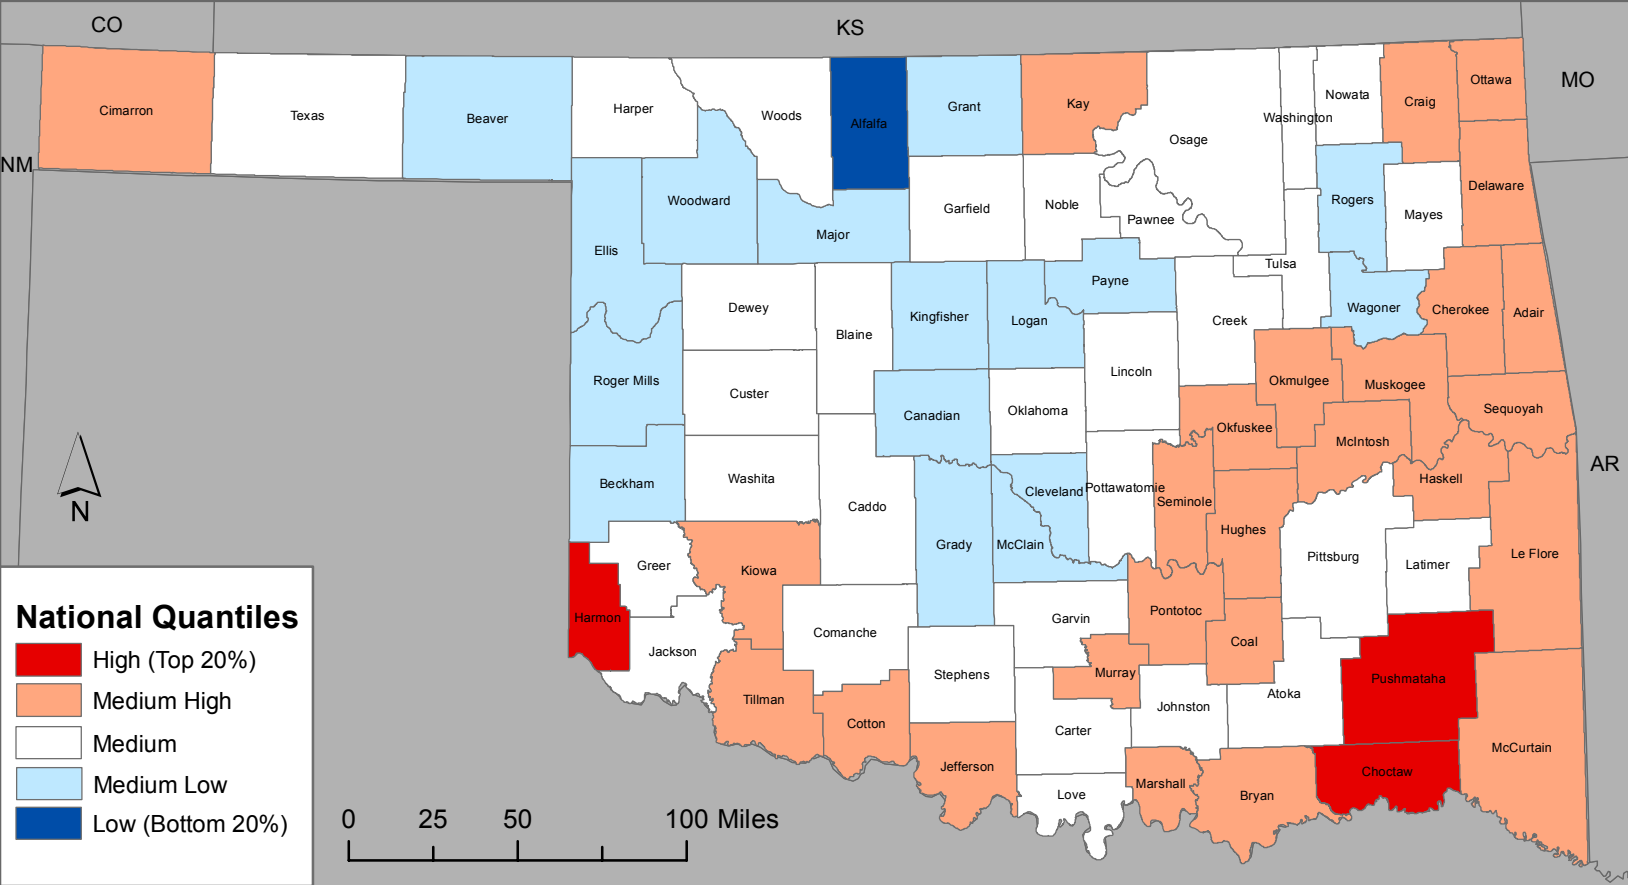 CO
KS
MO
NM
AR
Cimarron
Texas
Beaver
Harper
Woods
Alfalfa
Grant
Kay
Osage
Washington
Nowata
Craig
Ottawa
Delaware
Woodward
Ellis
Major
Garfield
Noble
Pawnee
Rogers
Mayes
Tulsa
Payne
Dewey
Blaine
Kingfisher
Logan
Creek
Wagoner
Cherokee
Adair
Roger Mills
Custer
Canadian
Oklahoma
Lincoln
Okmulgee
Muskogee
Sequoyah
Okfuskee
McIntosh
Haskell
Beckham
Washita
Caddo
Cleveland
Pottawatomie
Seminole
Hughes
Grady
McClain
Pittsburg
Latimer
Le Flore
Greer
Kiowa
Harmon
Jackson
Comanche
Garvin
Pontotoc
Coal
Stephens
Murray
Johnston
Atoka
Pushmataha
Tillman
Cotton
Carter
McCurtain
Jefferson
Love
Marshall
Bryan
Choctaw
N
National Quantiles
High (Top 20%)
Medium High
Medium
Medium Low
Low (Bottom 20%)
0 25 50 100 Miles